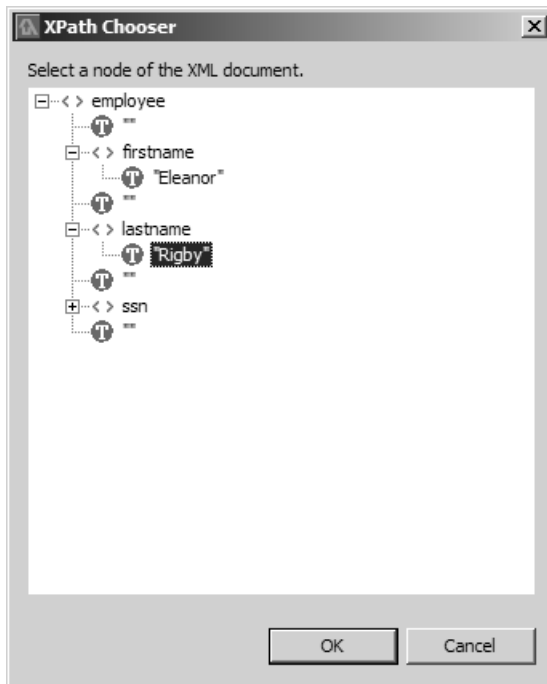 XPath Chooser
Select a node of the XML document.
< > employee
T ""
< > firstname
T "Eleanor"
T ""
< > lastname
T "Rigby"
T ""
< > ssn
T ""
OK Cancel